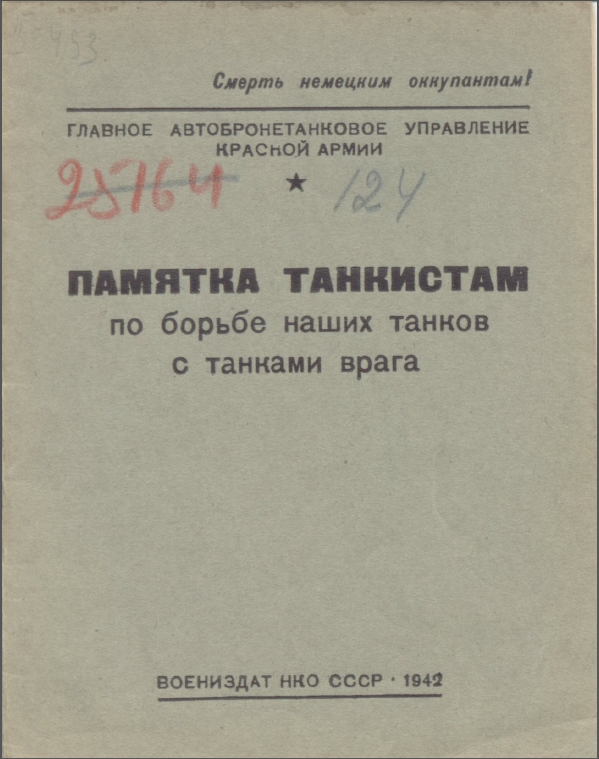 Смерть немецким оккупантам!
ГЛАВНОЕ АВТОБРОНЕТАНКОВОЕ УПРАВЛЕНИЕ
КРАСНОЙ АРМИИ
25164
124
ПАМЯТКА ТАНКИСТАМ
по борьбе наших танков
с танками врага
ВОЕНИЗДАТ НКО СССР · 1942